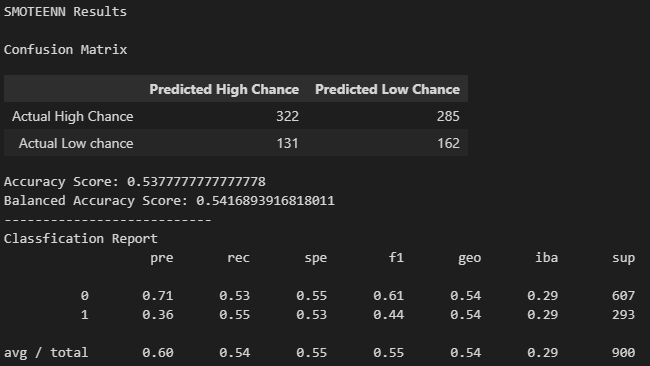 SMOTEENN Results
Confusion Matrix
Predicted High Chance Predicted Low Chance
Actual High Chance 322 285
Actual Low chance 131 162
Accuracy Score: 0.5377777777777778
Balanced Accuracy Score: 0.5416893916818011
---------------------------
Classfication Report
pre rec spe f1 geo iba sup
0 0.71 0.53 0.55 0.61 0.54 0.29 607
1 0.36 0.55 0.53 0.44 0.54 0.29 293
avg / total 0.60 0.54 0.55 0.55 0.54 0.29 900